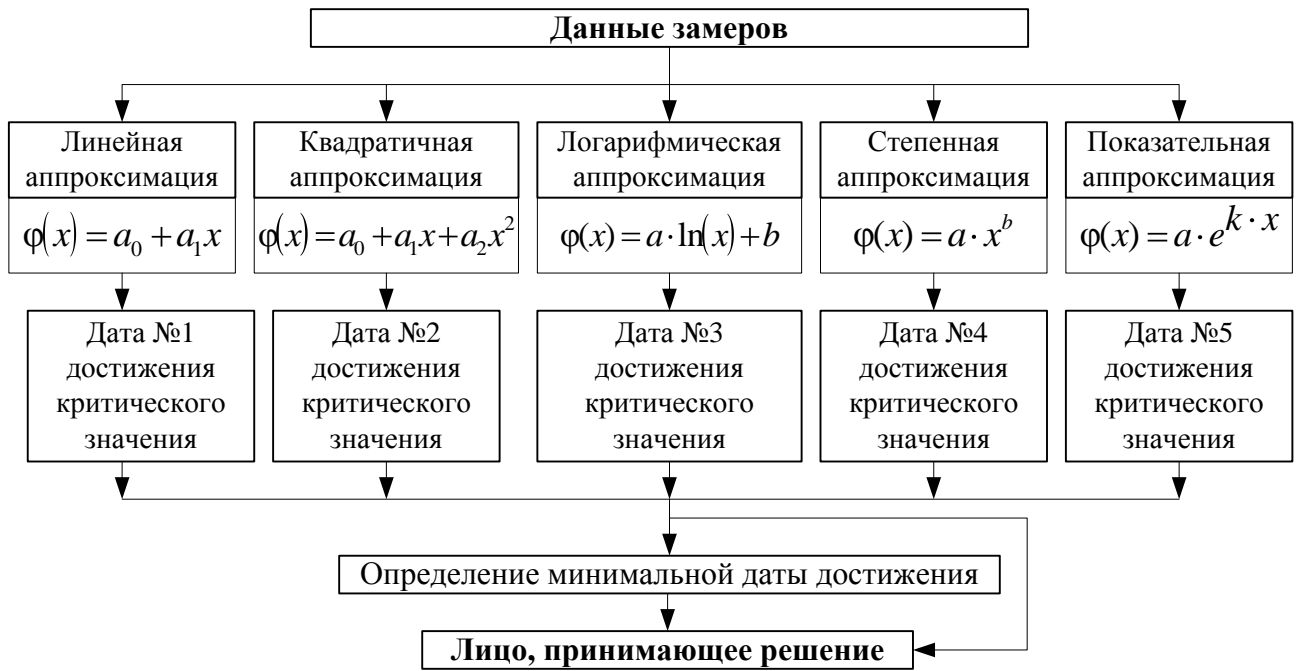 Данные замеров
Линейная
аппроксимация
φ(x) = a₀ + a₁x
Квадратичная
аппроксимация
φ(x) = a₀ + a₁x + a₂x²
Логарифмическая
аппроксимация
φ(x) = a · ln(x) + b
Степенная
аппроксимация
φ(x) = a · xᵇ
Показательная
аппроксимация
φ(x) = a · e^{k · x}
Дата №1
достижения
критического
значения
Дата №2
достижения
критического
значения
Дата №3
достижения
критического
значения
Дата №4
достижения
критического
значения
Дата №5
достижения
критического
значения
Определение минимальной даты достижения
Лицо, принимающее решение